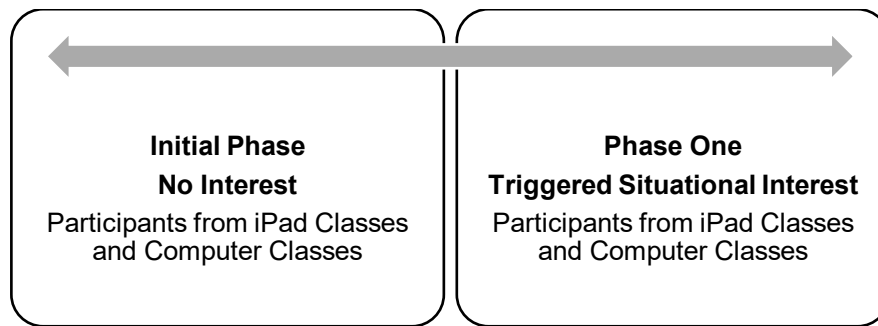 Initial Phase
No Interest
Participants from iPad Classes
and Computer Classes
Phase One
Triggered Situational Interest
Participants from iPad Classes
and Computer Classes